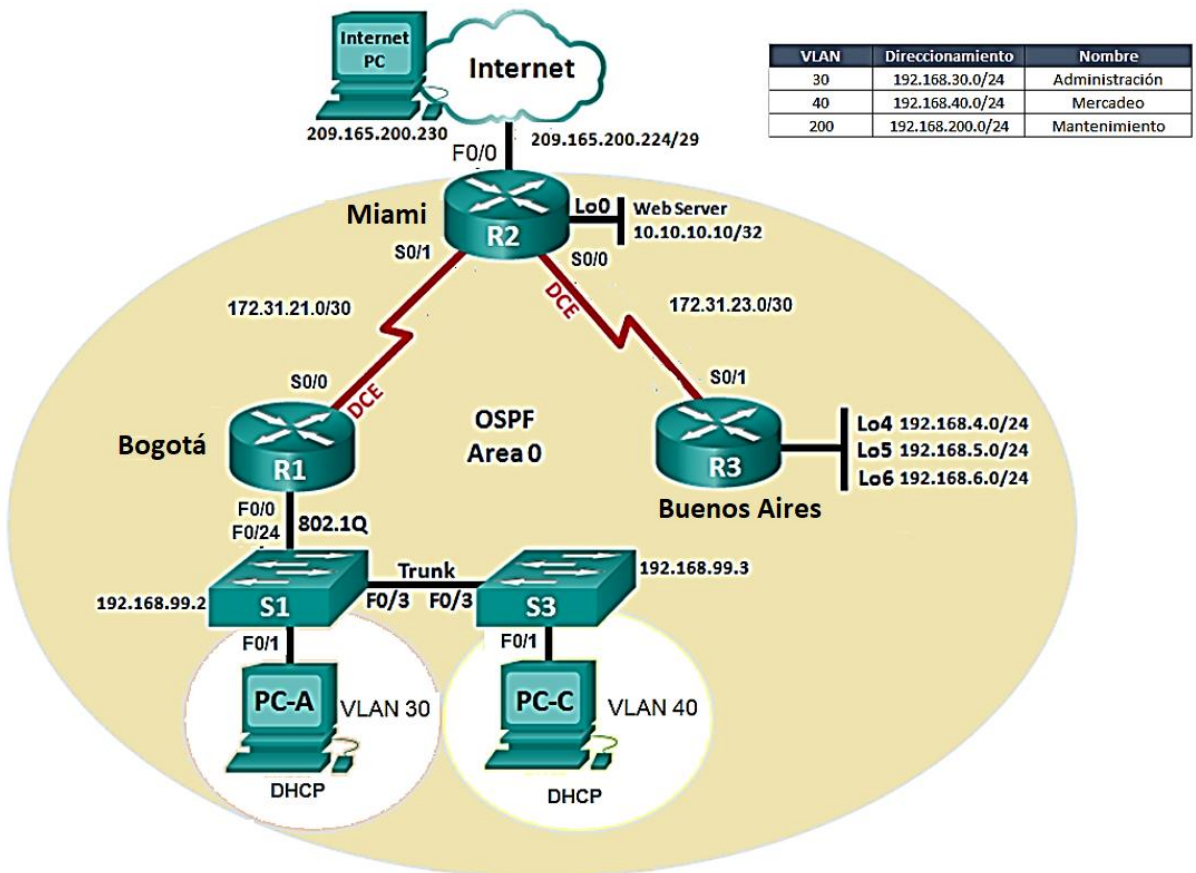 Internet
PC
Internet
209.165.200.230
209.165.200.224/29
F0/0
VLAN Direccionamiento Nombre
30 192.168.30.0/24 Administración
40 192.168.40.0/24 Mercadeo
200 192.168.200.0/24 Mantenimiento
Miami
R2
Lo0
Web Server
10.10.10.10/32
S0/1
S0/0
DCE
172.31.21.0/30
172.31.23.0/30
S0/0
DCE
S0/1
OSPF
Area 0
Bogotá
R1
R3
Buenos Aires
Lo4 192.168.4.0/24
Lo5 192.168.5.0/24
Lo6 192.168.6.0/24
F0/0
F0/24
802.1Q
Trunk
192.168.99.2
S1
F0/3 F0/3
S3
192.168.99.3
F0/1
F0/1
PC-A
VLAN 30
PC-C
VLAN 40
DHCP
DHCP